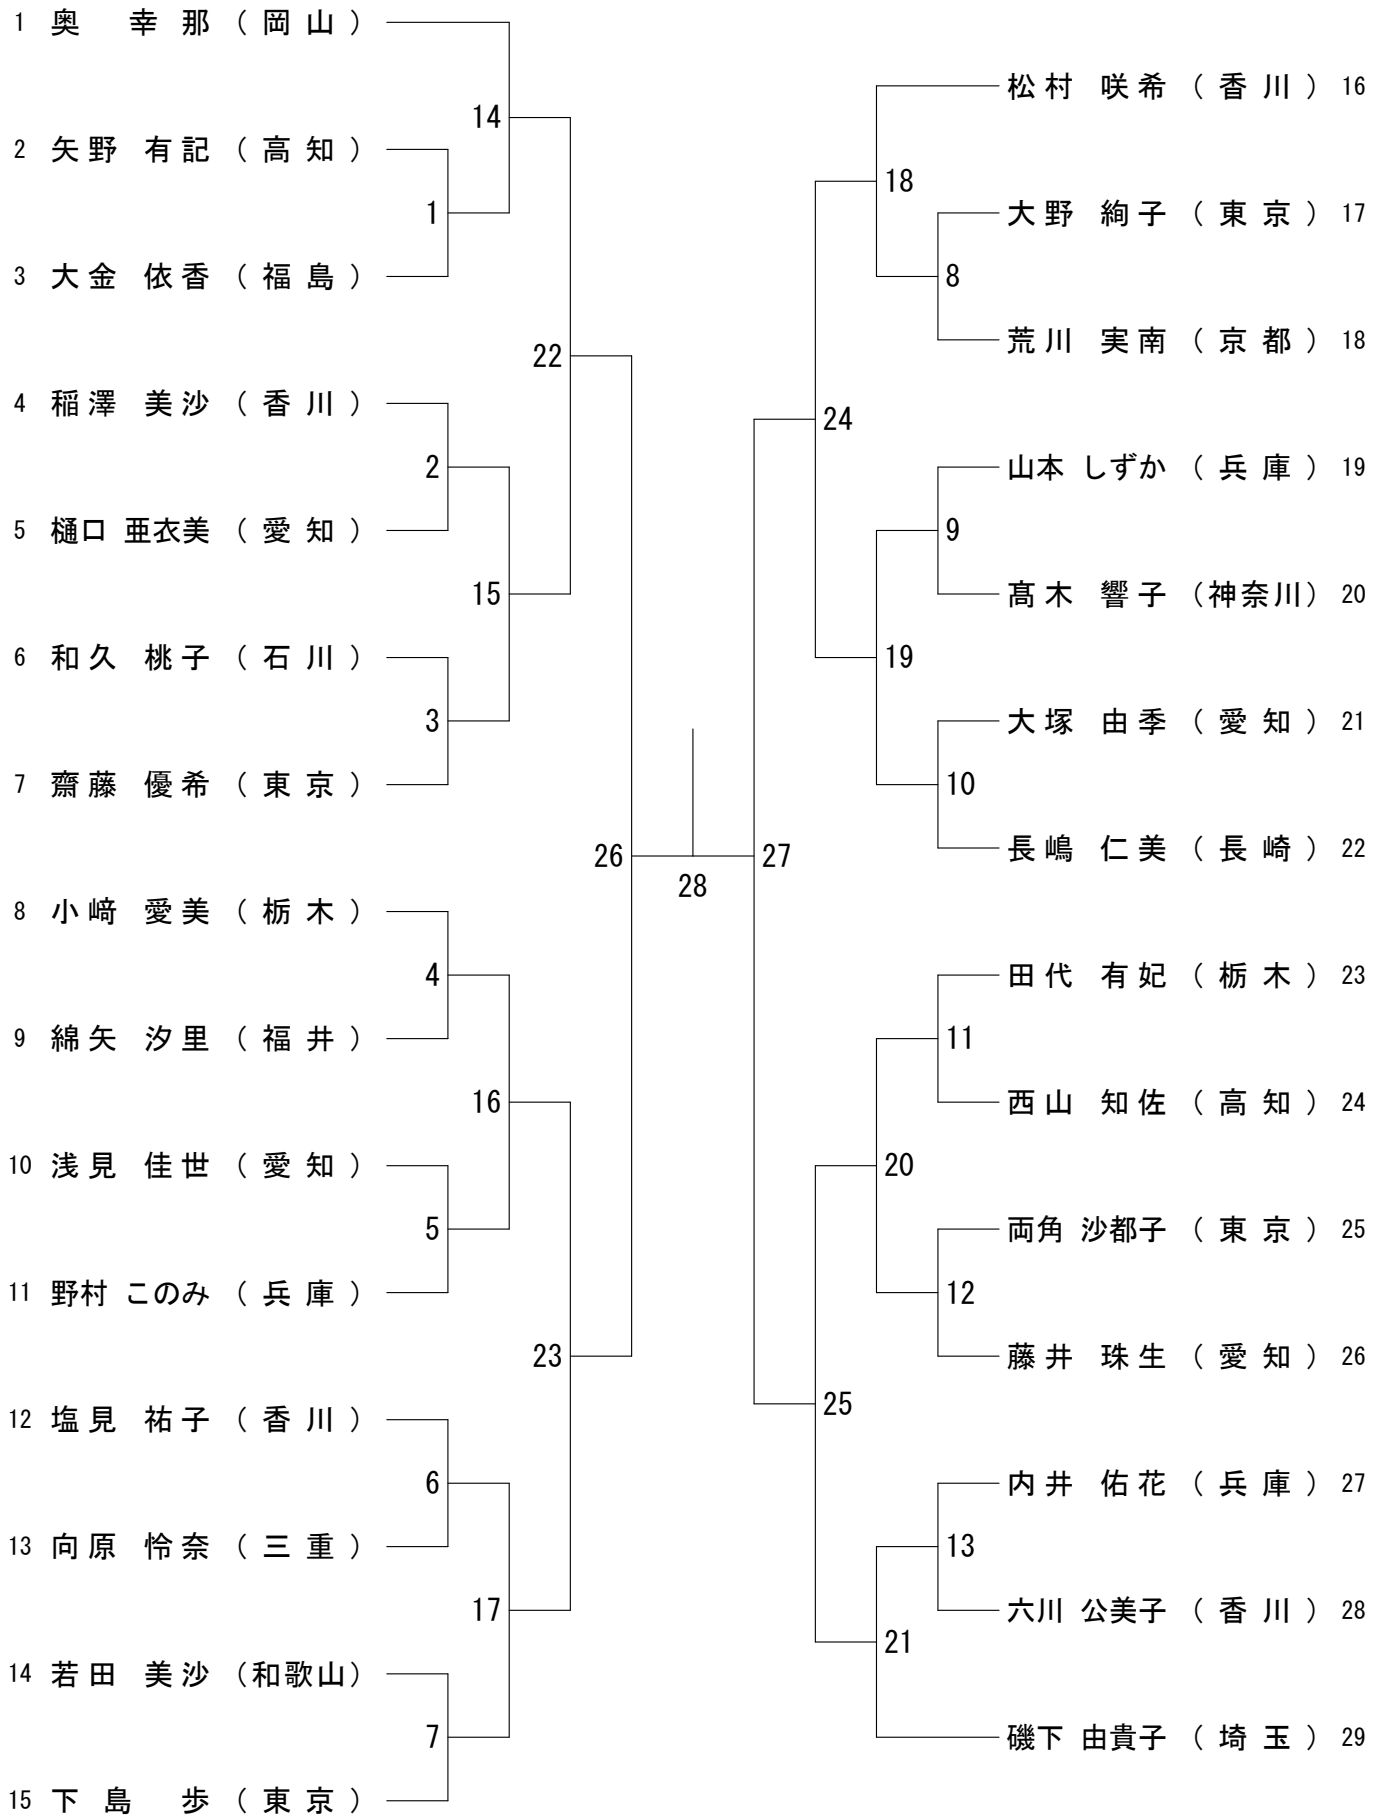 1 奥 幸那 (岡山)
14
2 矢野 有記 (高知)
1
3 大金 依香 (福島)
22
4 稲澤 美沙 (香川)
2
5 樋口 亜衣美 (愛知)
15
6 和久 桃子 (石川)
3
7 齋藤 優希 (東京)
26
28
8 小﨑 愛美 (栃木)
4
9 綿矢 汐里 (福井)
16
10 浅見 佳世 (愛知)
5
11 野村 このみ (兵庫)
23
12 塩見 祐子 (香川)
6
13 向原 怜奈 (三重)
17
14 若田 美沙 (和歌山)
7
15 下島 歩 (東京)
松村 咲希 (香川) 16
18
大野 絢子 (東京) 17
8
荒川 実南 (京都) 18
24
山本 しずか (兵庫) 19
9
髙木 響子 (神奈川) 20
19
大塚 由季 (愛知) 21
10
長嶋 仁美 (長崎) 22
27
田代 有妃 (栃木) 23
11
西山 知佐 (高知) 24
20
両角 沙都子 (東京) 25
12
藤井 珠生 (愛知) 26
25
内井 佑花 (兵庫) 27
13
六川 公美子 (香川) 28
21
磯下 由貴子 (埼玉) 29